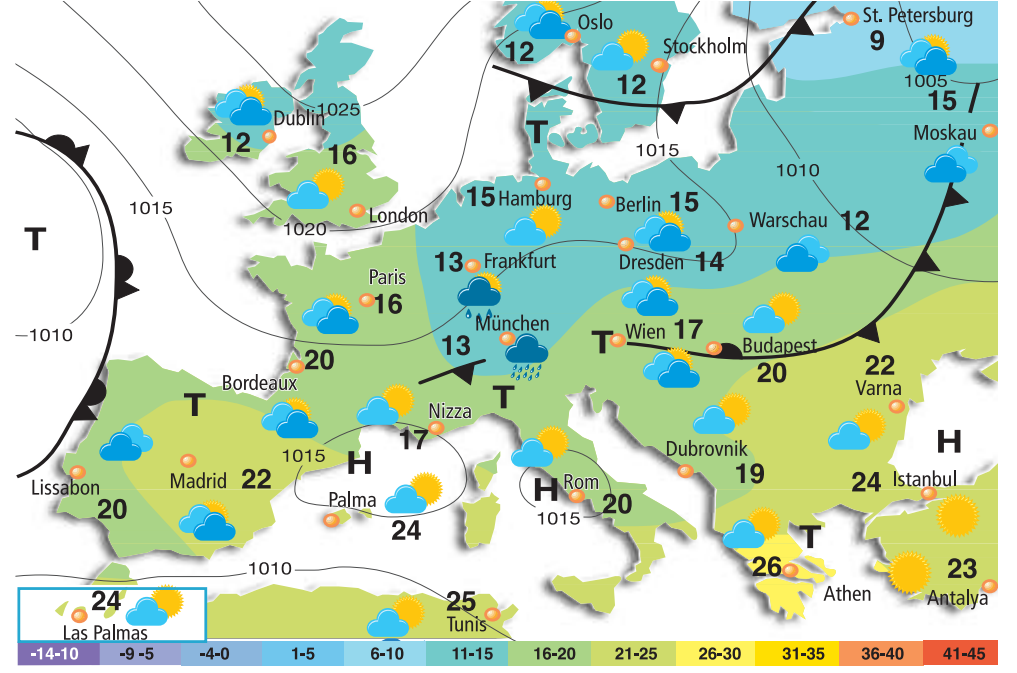 Oslo
12
Stockholm
12
St. Petersburg
9
1005
15
Moskau
Dublin
12
1025
16
T
1015
1010
London
1020
1015
T
1010
15 Hamburg
Berlin 15
Warschau 12
Dresden 14
13 Frankfurt
Paris
16
München
13
T Wien 17
Budapest
20
20
Bordeaux
T
Nizza
17
T
22
Varna
Dubrovnik
19
H
1015
H
Lissabon
20
Madrid 22
Palma
24
H Rom 20
1015
24 Istanbul
T
26
Athen
23
Antalya
1010
24
Las Palmas
25
Tunis
-14-10 -9 -5 -4-0 1-5 6-10 11-15 16-20 21-25 26-30 31-35 36-40 41-45